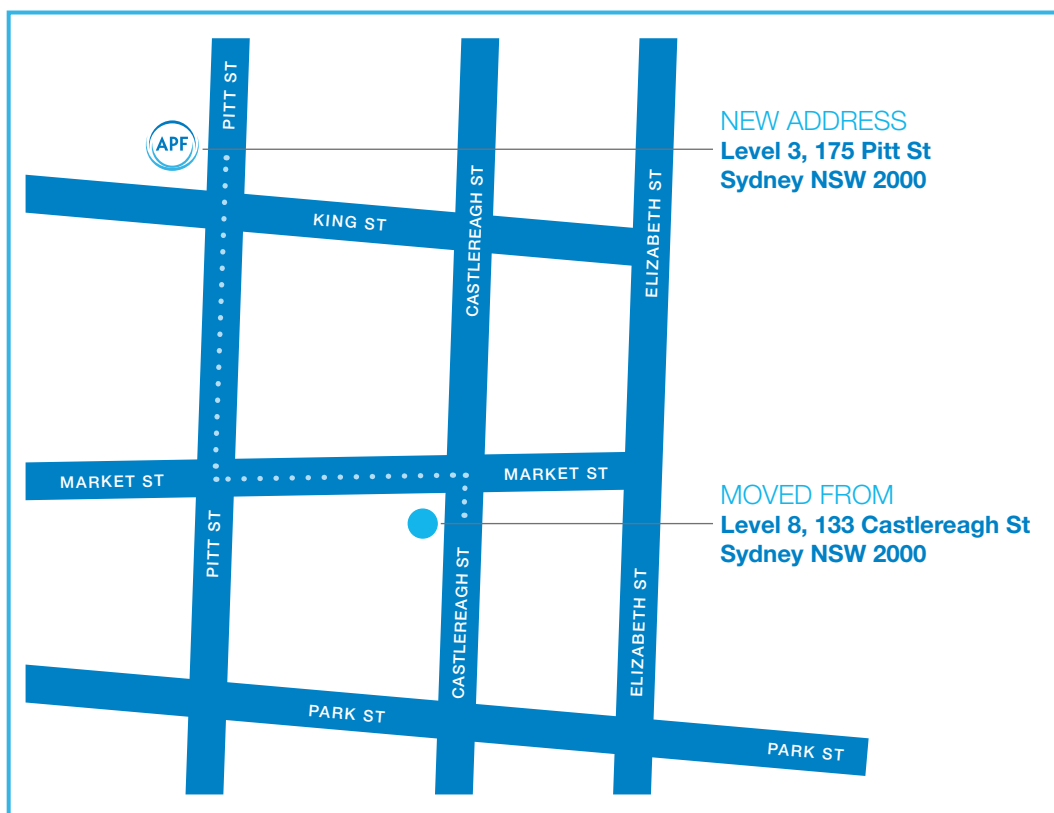 PITT ST
APF
NEW ADDRESS
Level 3, 175 Pitt St
Sydney NSW 2000
KING ST
CASTLEREAGH ST
ELIZABETH ST
MARKET ST
MARKET ST
PITT ST
MOVED FROM
Level 8, 133 Castlereagh St
Sydney NSW 2000
CASTLEREAGH ST
ELIZABETH ST
PARK ST
PARK ST